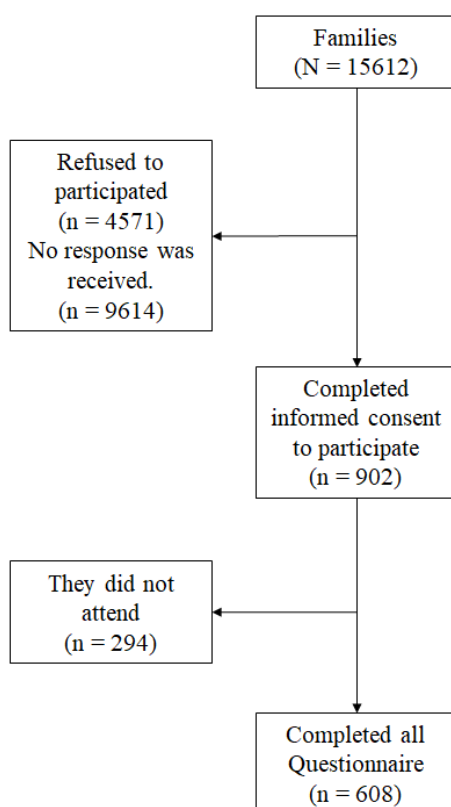 Families
(N = 15612)
Refused to
participated
(n = 4571)
No response was
received.
(n = 9614)
Completed
informed consent
to participate
(n = 902)
They did not
attend
(n = 294)
Completed all
Questionnaire
(n = 608)